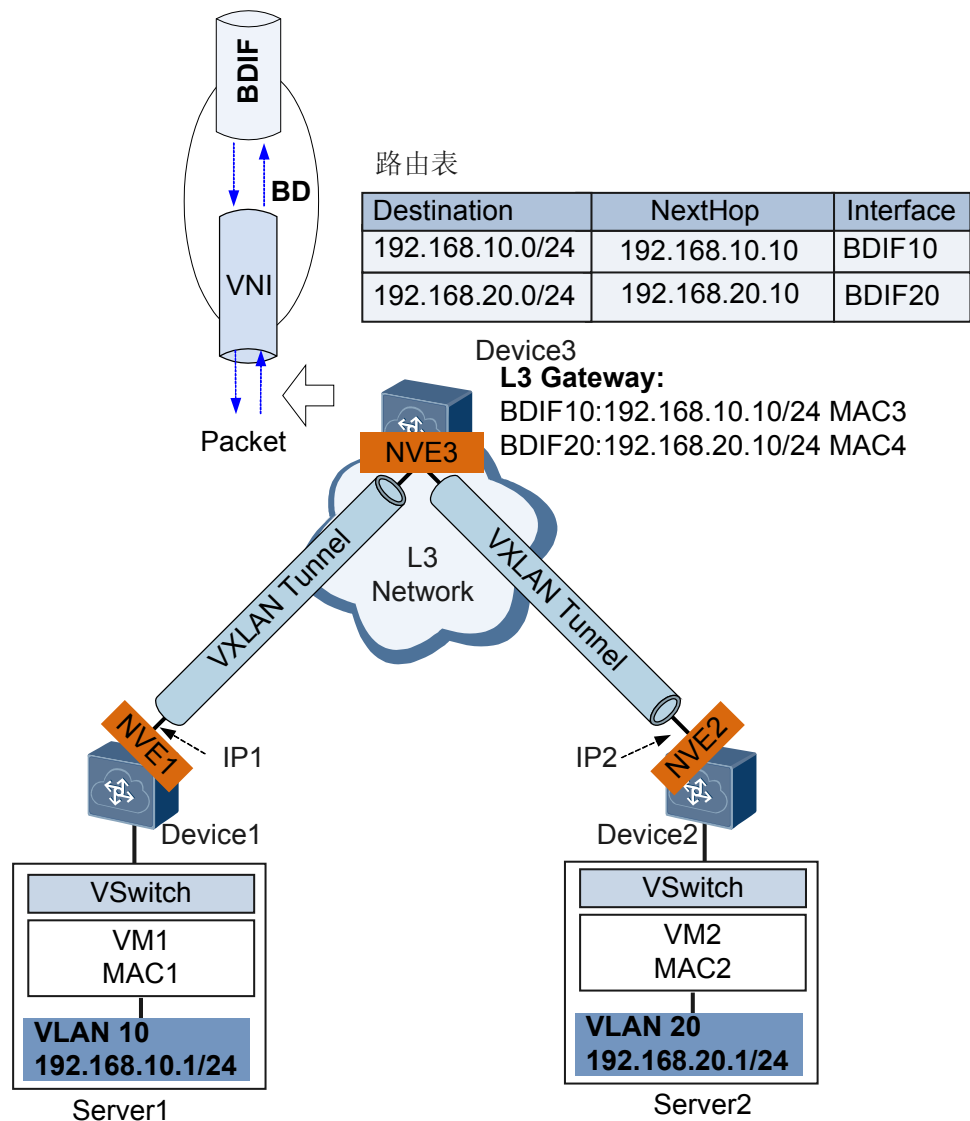 BDIF
BD
VNI
Packet
路由表
Destination NextHop Interface
192.168.10.0/24 192.168.10.10 BDIF10
192.168.20.0/24 192.168.20.10 BDIF20
Device3
L3 Gateway:
BDIF10:192.168.10.10/24 MAC3
BDIF20:192.168.20.10/24 MAC4
NVE3
L3
Network
VXLAN Tunnel
VXLAN Tunnel
NVE1
IP1
IP2
NVE2
Device1
Device2
VSwitch
VM1
MAC1
VLAN 10
192.168.10.1/24
Server1
VSwitch
VM2
MAC2
VLAN 20
192.168.20.1/24
Server2